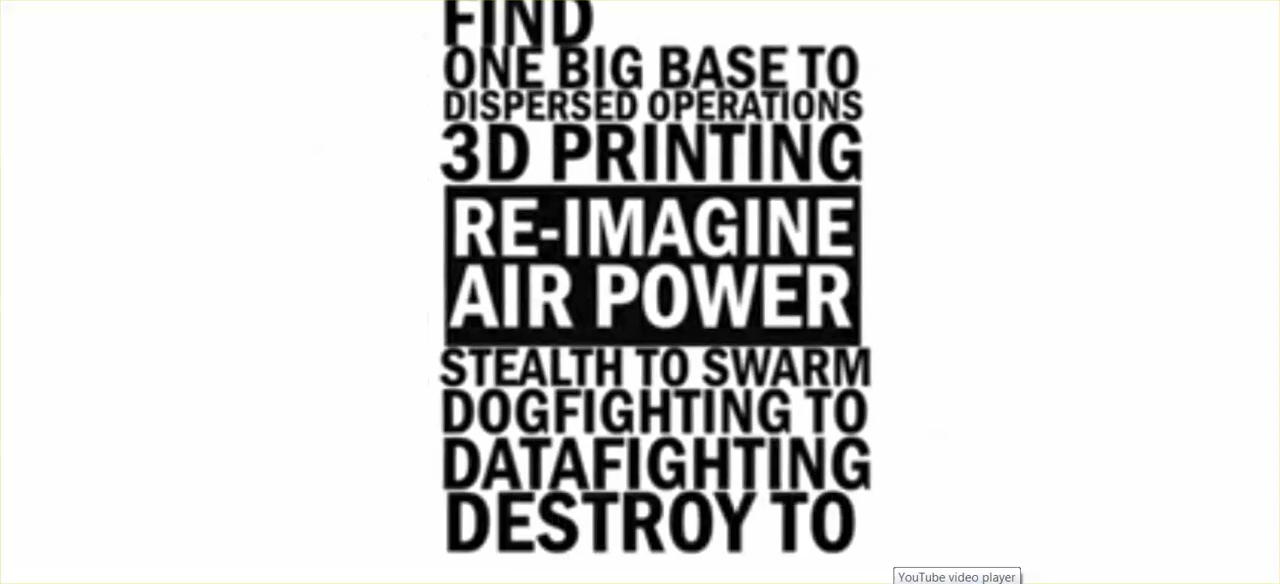 FIND
ONE BIG BASE TO
DISPERSED OPERATIONS
3D PRINTING
RE-IMAGINE
AIR POWER
STEALTH TO SWARM
DOGFIGHTING TO
DATAFIGHTING
DESTROY TO
YouTube video player